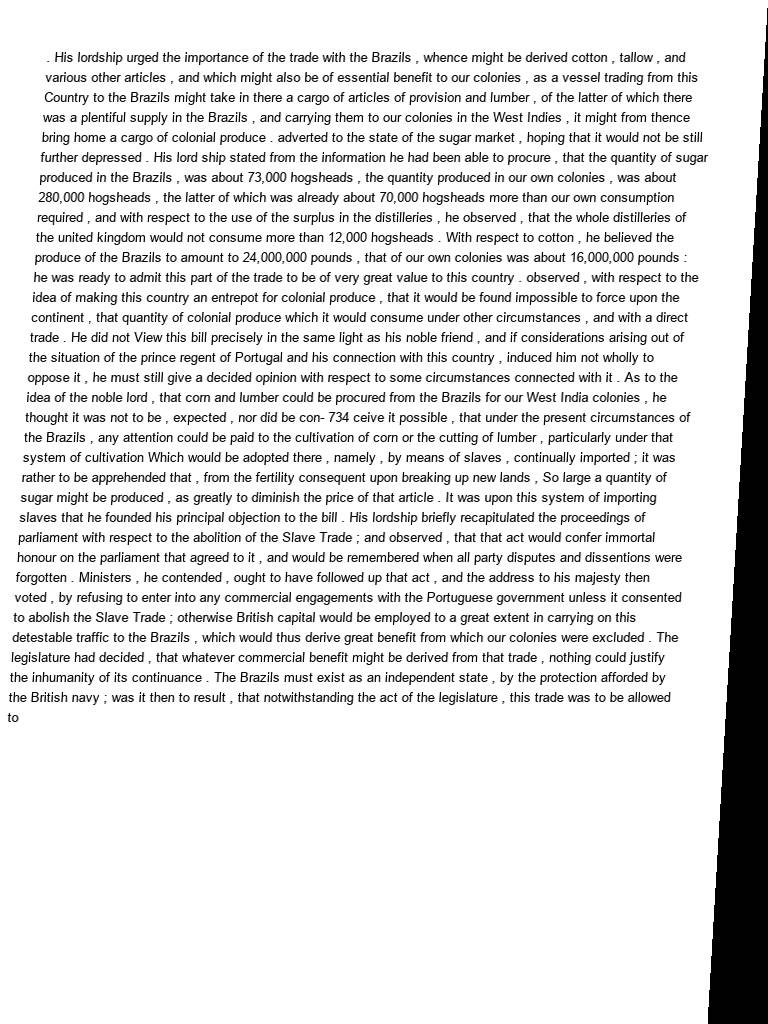 . His lordship urged the importance of the trade with the Brazils , whence might be derived cotton , tallow , and
various other articles , and which might also be of essential benefit to our colonies , as a vessel trading from this
Country to the Brazils might take in there a cargo of articles of provision and lumber , of the latter of which there
was a plentiful supply in the Brazils , and carrying them to our colonies in the West Indies , it might from thence
bring home a cargo of colonial produce . adverted to the state of the sugar market , hoping that it would not be still
further depressed . His lord ship stated from the information he had been able to procure , that the quantity of sugar
produced in the Brazils , was about 73,000 hogsheads , the quantity produced in our own colonies , was about
280,000 hogsheads , the latter of which was already about 70,000 hogsheads more than our own consumption
required , and with respect to the use of the surplus in the distilleries , he observed , that the whole distilleries of
the united kingdom would not consume more than 12,000 hogsheads . With respect to cotton , he believed the
produce of the Brazils to amount to 24,000,000 pounds , that of our own colonies was about 16,000,000 pounds :
he was ready to admit this part of the trade to be of very great value to this country . observed , with respect to the
idea of making this country an entrepot for colonial produce , that it would be found impossible to force upon the
continent , that quantity of colonial produce which it would consume under other circumstances , and with a direct
trade . He did not View this bill precisely in the same light as his noble friend , and if considerations arising out of
the situation of the prince regent of Portugal and his connection with this country , induced him not wholly to
oppose it , he must still give a decided opinion with respect to some circumstances connected with it . As to the
idea of the noble lord , that corn and lumber could be procured from the Brazils for our West India colonies , he
thought it was not to be , expected , nor did be con- 734 ceive it possible , that under the present circumstances of
the Brazils , any attention could be paid to the cultivation of corn or the cutting of lumber , particularly under that
system of cultivation Which would be adopted there , namely , by means of slaves , continually imported ; it was
rather to be apprehended that , from the fertility consequent upon breaking up new lands , So large a quantity of
sugar might be produced , as greatly to diminish the price of that article . It was upon this system of importing
slaves that he founded his principal objection to the bill . His lordship briefly recapitulated the proceedings of
parliament with respect to the abolition of the Slave Trade ; and observed , that that act would confer immortal
honour on the parliament that agreed to it , and would be remembered when all party disputes and dissentions were
forgotten . Ministers , he contended , ought to have followed up that act , and the address to his majesty then
voted , by refusing to enter into any commercial engagements with the Portuguese government unless it consented
to abolish the Slave Trade ; otherwise British capital would be employed to a great extent in carrying on this
detestable traffic to the Brazils , which would thus derive great benefit from which our colonies were excluded . The
legislature had decided , that whatever commercial benefit might be derived from that trade , nothing could justify
the inhumanity of its continuance . The Brazils must exist as an independent state , by the protection afforded by
the British navy ; was it then to result , that notwithstanding the act of the legislature , this trade was to be allowed
to